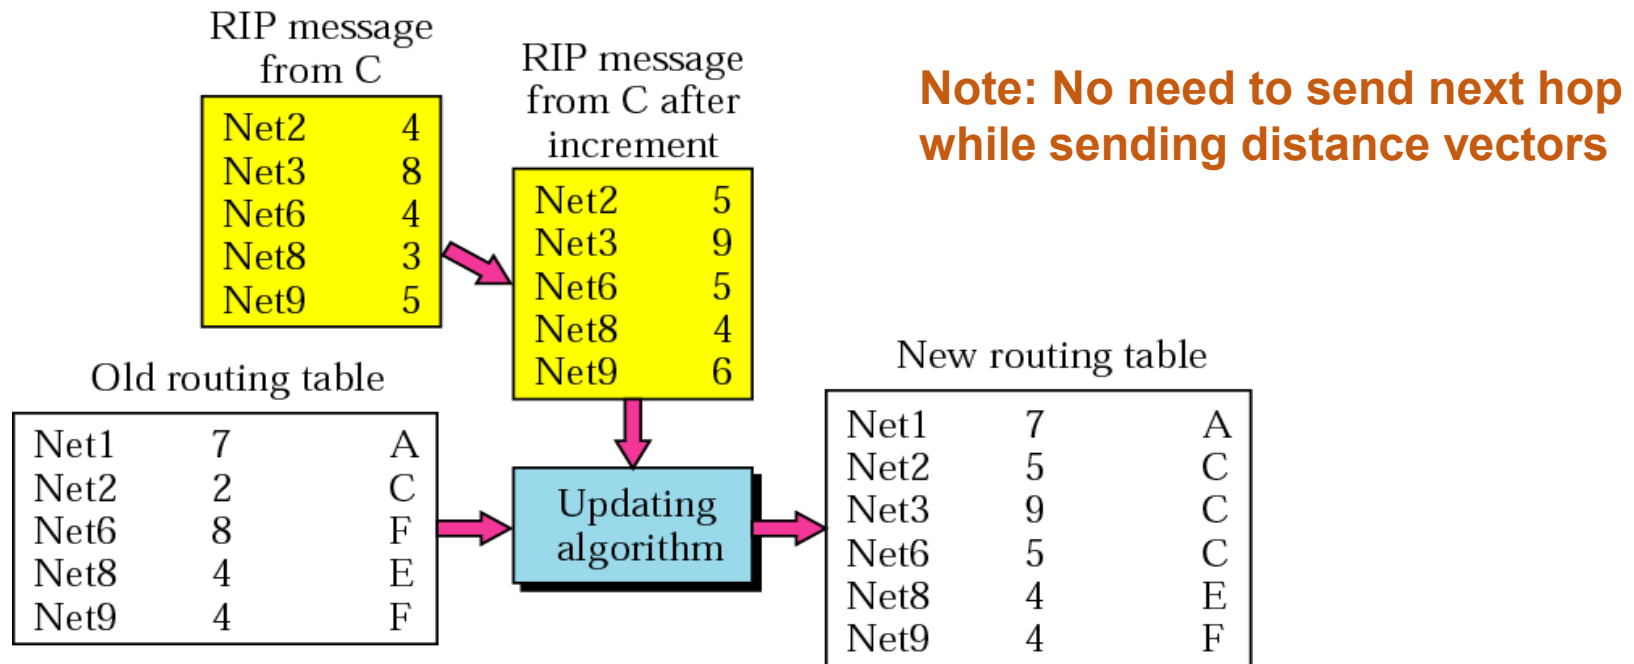 RIP message
from C
Net2 4
Net3 8
Net6 4
Net8 3
Net9 5
RIP message
from C after
increment
Net2 5
Net3 9
Net6 5
Net8 4
Net9 6
Note: No need to send next hop
while sending distance vectors
Old routing table
Net1 7 A
Net2 2 C
Net6 8 F
Net8 4 E
Net9 4 F
Updating
algorithm
New routing table
Net1 7 A
Net2 5 C
Net3 9 C
Net6 5 C
Net8 4 E
Net9 4 F